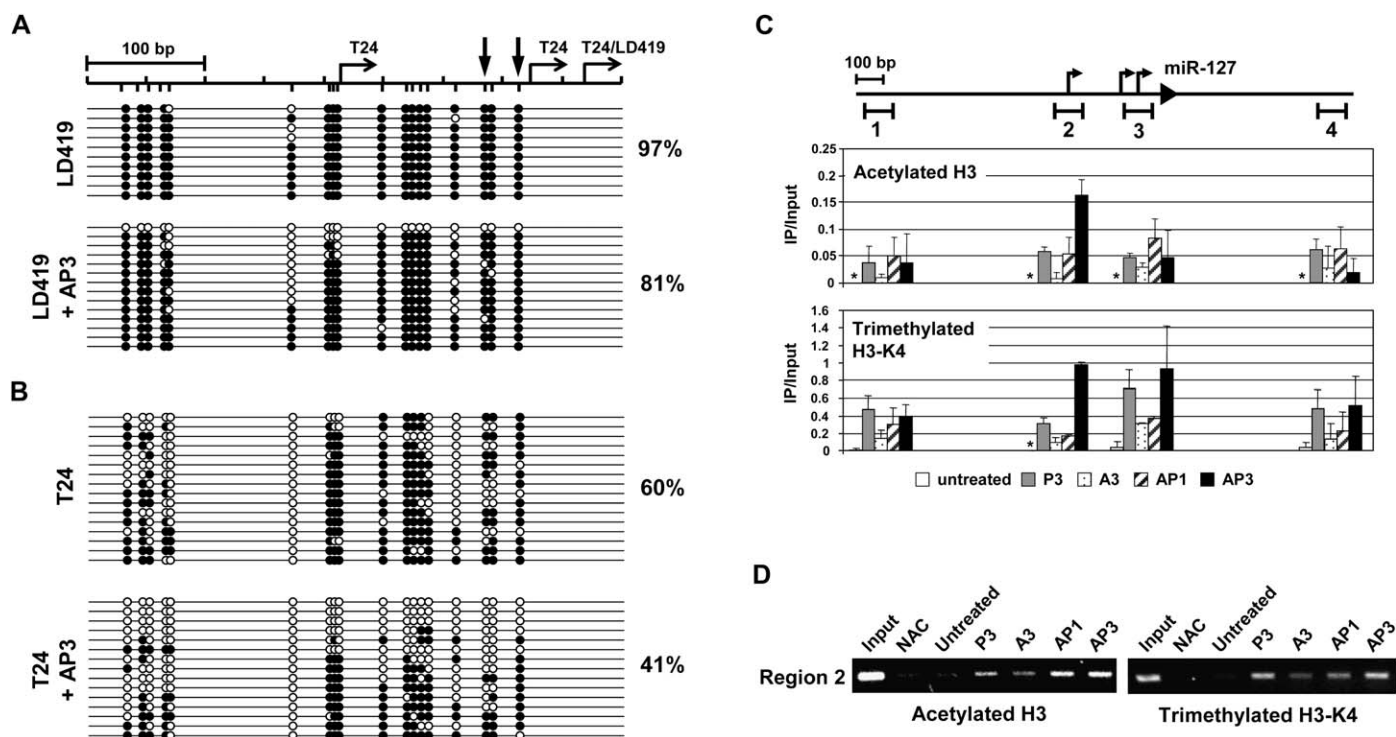 A
100 bp
T24
T24
T24/LD419
LD419
97%
LD419
+ AP3
81%
B
T24
60%
T24
+ AP3
41%
C
100 bp
miR-127
1
2
3
4
0.25
0.2
0.15
0.1
0.05
0
IP/Input
Acetylated H3
*
*
*
*
1.6
1.4
1.2
1
0.8
0.6
0.4
0.2
0
IP/Input
Trimethylated
H3-K4
*
untreated P3 A3 AP1 AP3
D
Input NAC Untreated P3 A3 AP1 AP3
Input NAC Untreated P3 A3 AP1 AP3
Region 2
Acetylated H3
Trimethylated H3-K4